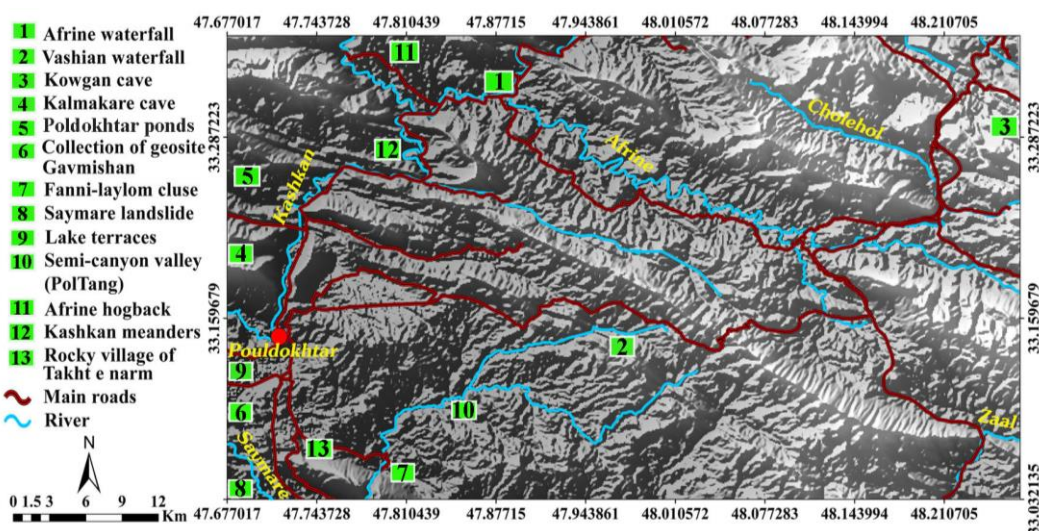 47.677017 47.743728 47.810439 47.87715 47.943861 48.010572 48.077283 48.143994 48.210705
1 Afrine waterfall
2 Vashian waterfall
3 Kowgan cave
4 Kalmakare cave
5 Poldokhtar ponds
6 Collection of geosite
Gavmishan
7 Fanni-laylom cluse
8 Saymare landslide
9 Lake terraces
10 Semi-canyon valley
(PolTang)
11 Afrine hogback
12 Kashkan meanders
13 Rocky village of
Takht e narm
Main roads
River
N
0 1.5 3 6 9 12
Km
11
1
Cholehol
3
12
Afrine
5
Kashkan
4
Pouldokhtar
2
9
6
10
Zaal
13
Saumare
7
8
33.287223
33.159679
33.032135
33.287223
33.159679
33.032135
47.677017 47.743728 47.810439 47.87715 47.943861 48.010572 48.077283 48.143994 48.210705